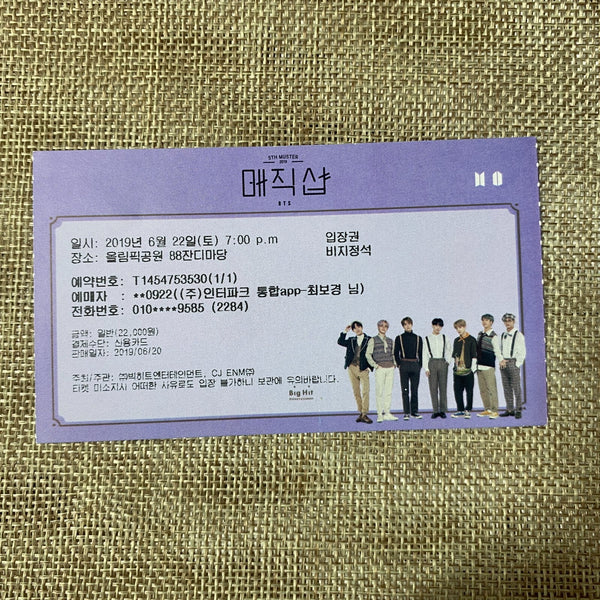 5TH MUSTER
2019
매직샵
BTS
일시: 2019년 6월 22일(토) 7:00 p.m 입장권
장소: 올림픽공원 88잔디마당 비지정석
예약번호: T1454753530(1/1)
예매자 : **0922((주)인터파크 통합app-최보경 님)
전화번호: 010****9585 (2284)
금액: 일반(22,000원)
결제수단: 신용카드
판매일자: 2019/06/20
주최/주관: ㈜빅히트엔터테인먼트, CJ ENM㈜
티켓 미소지시 어떠한 사유로도 입장 불가하니 보관에 유의바랍니다.
Big Hit
Entertainment